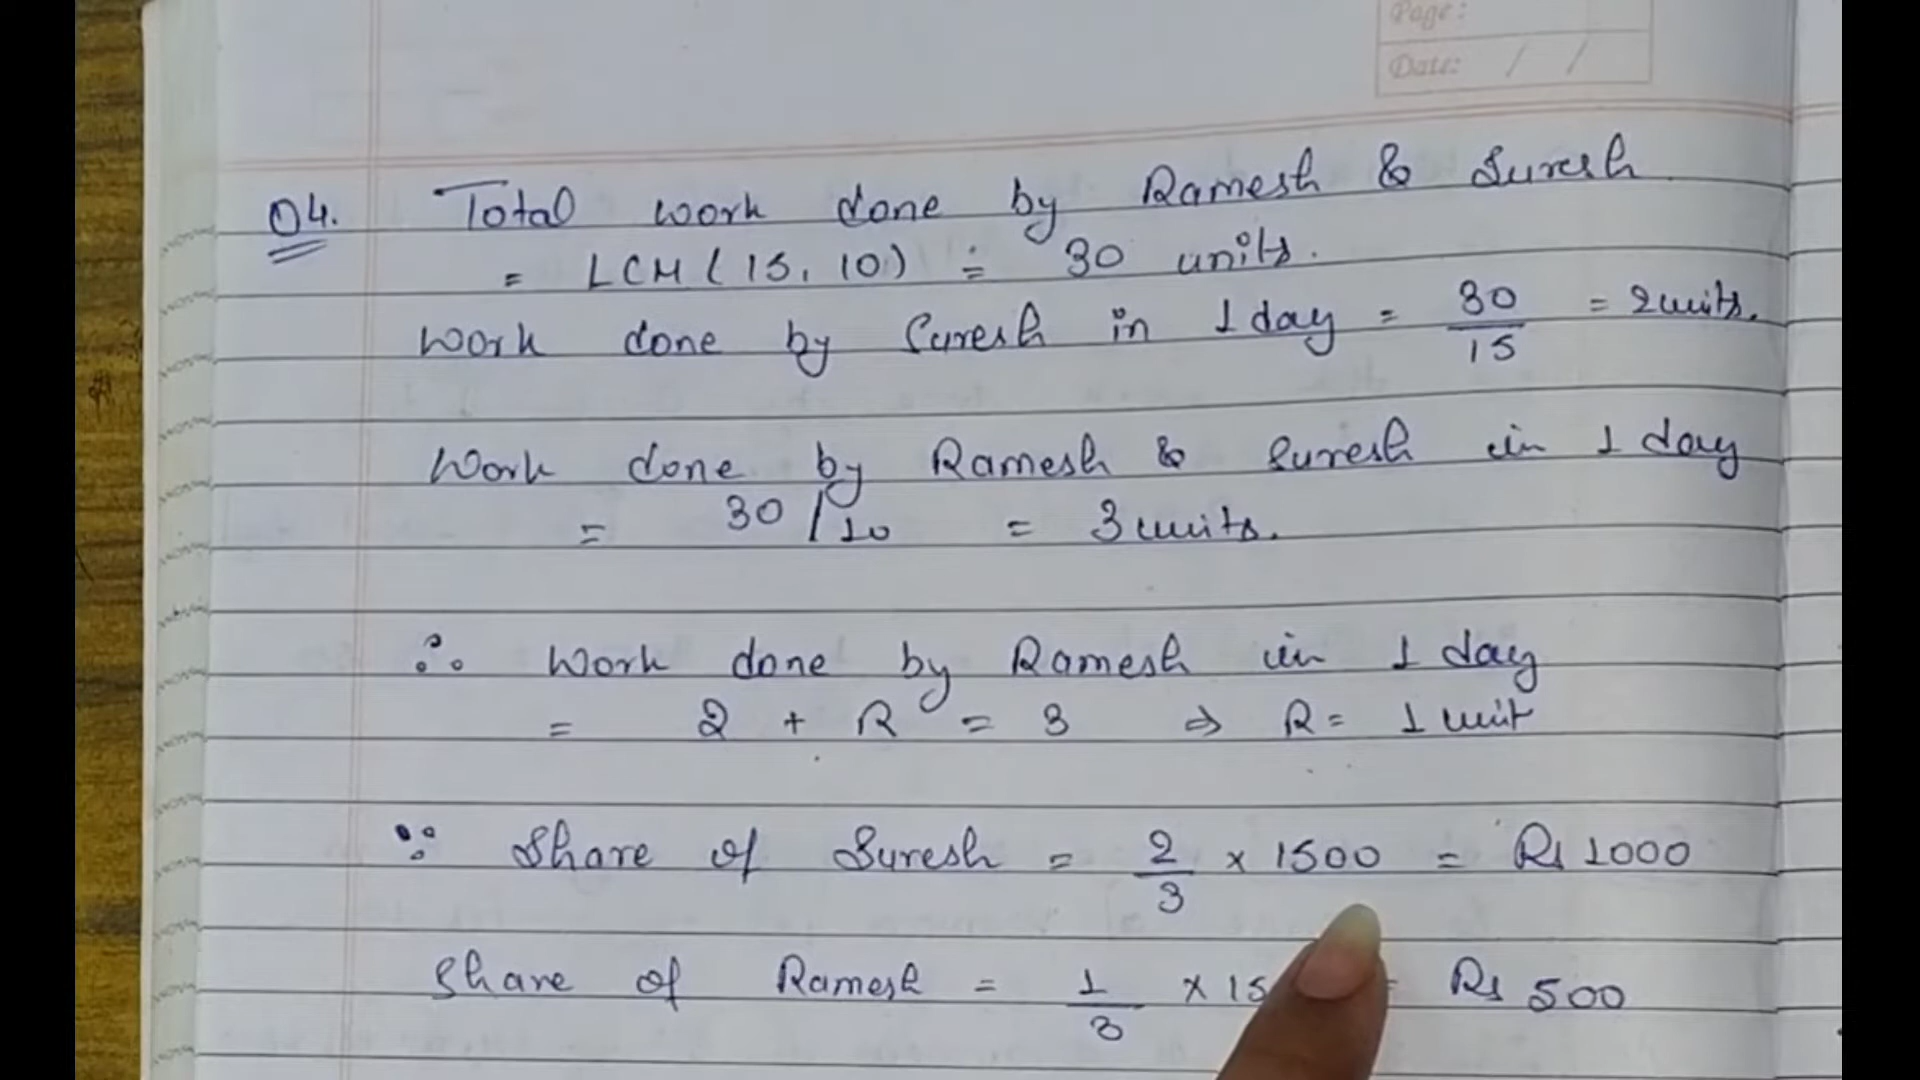 Page:
Date: / /
Q4. Total work done by Ramesh & Suresh
= LCM (15, 10) = 30 units.
Work done by Suresh in 1 day = 30/15 = 2 units.
Work done by Ramesh & Suresh in 1 day
= 30/10 = 3 units.
∴ Work done by Ramesh in 1 day
= 2 + R = 3 ⇒ R = 1 unit
∵ Share of Suresh = 2/3 × 1500 = Rs 1000
Share of Ramesh = 1/3 × 15 = Rs 500